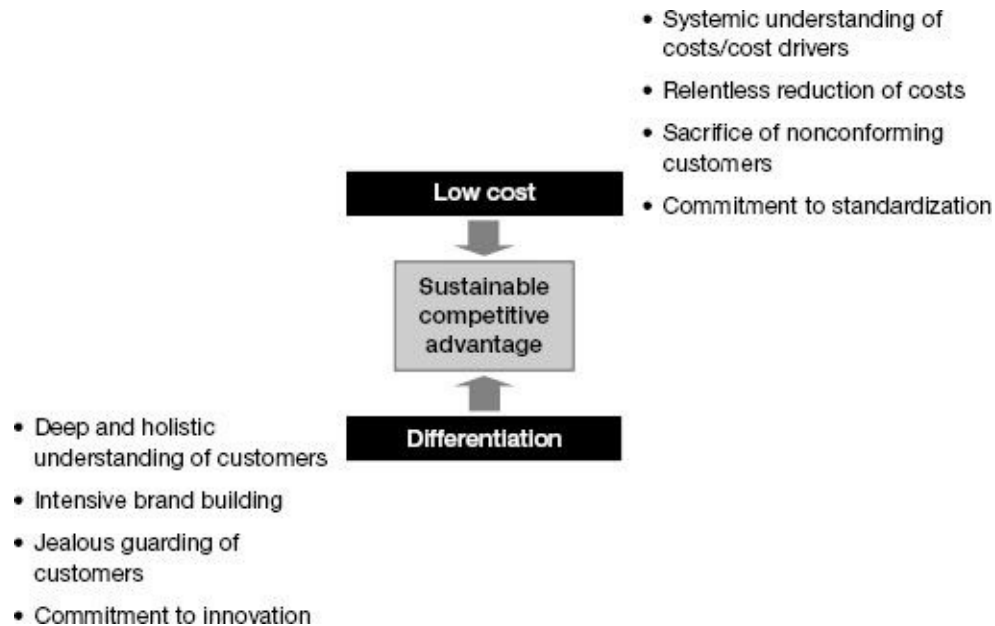 • Systemic understanding of
costs/cost drivers
• Relentless reduction of costs
• Sacrifice of nonconforming
customers
• Commitment to standardization
Low cost
Sustainable
competitive
advantage
Differentiation
• Deep and holistic
understanding of customers
• Intensive brand building
• Jealous guarding of
customers
• Commitment to innovation